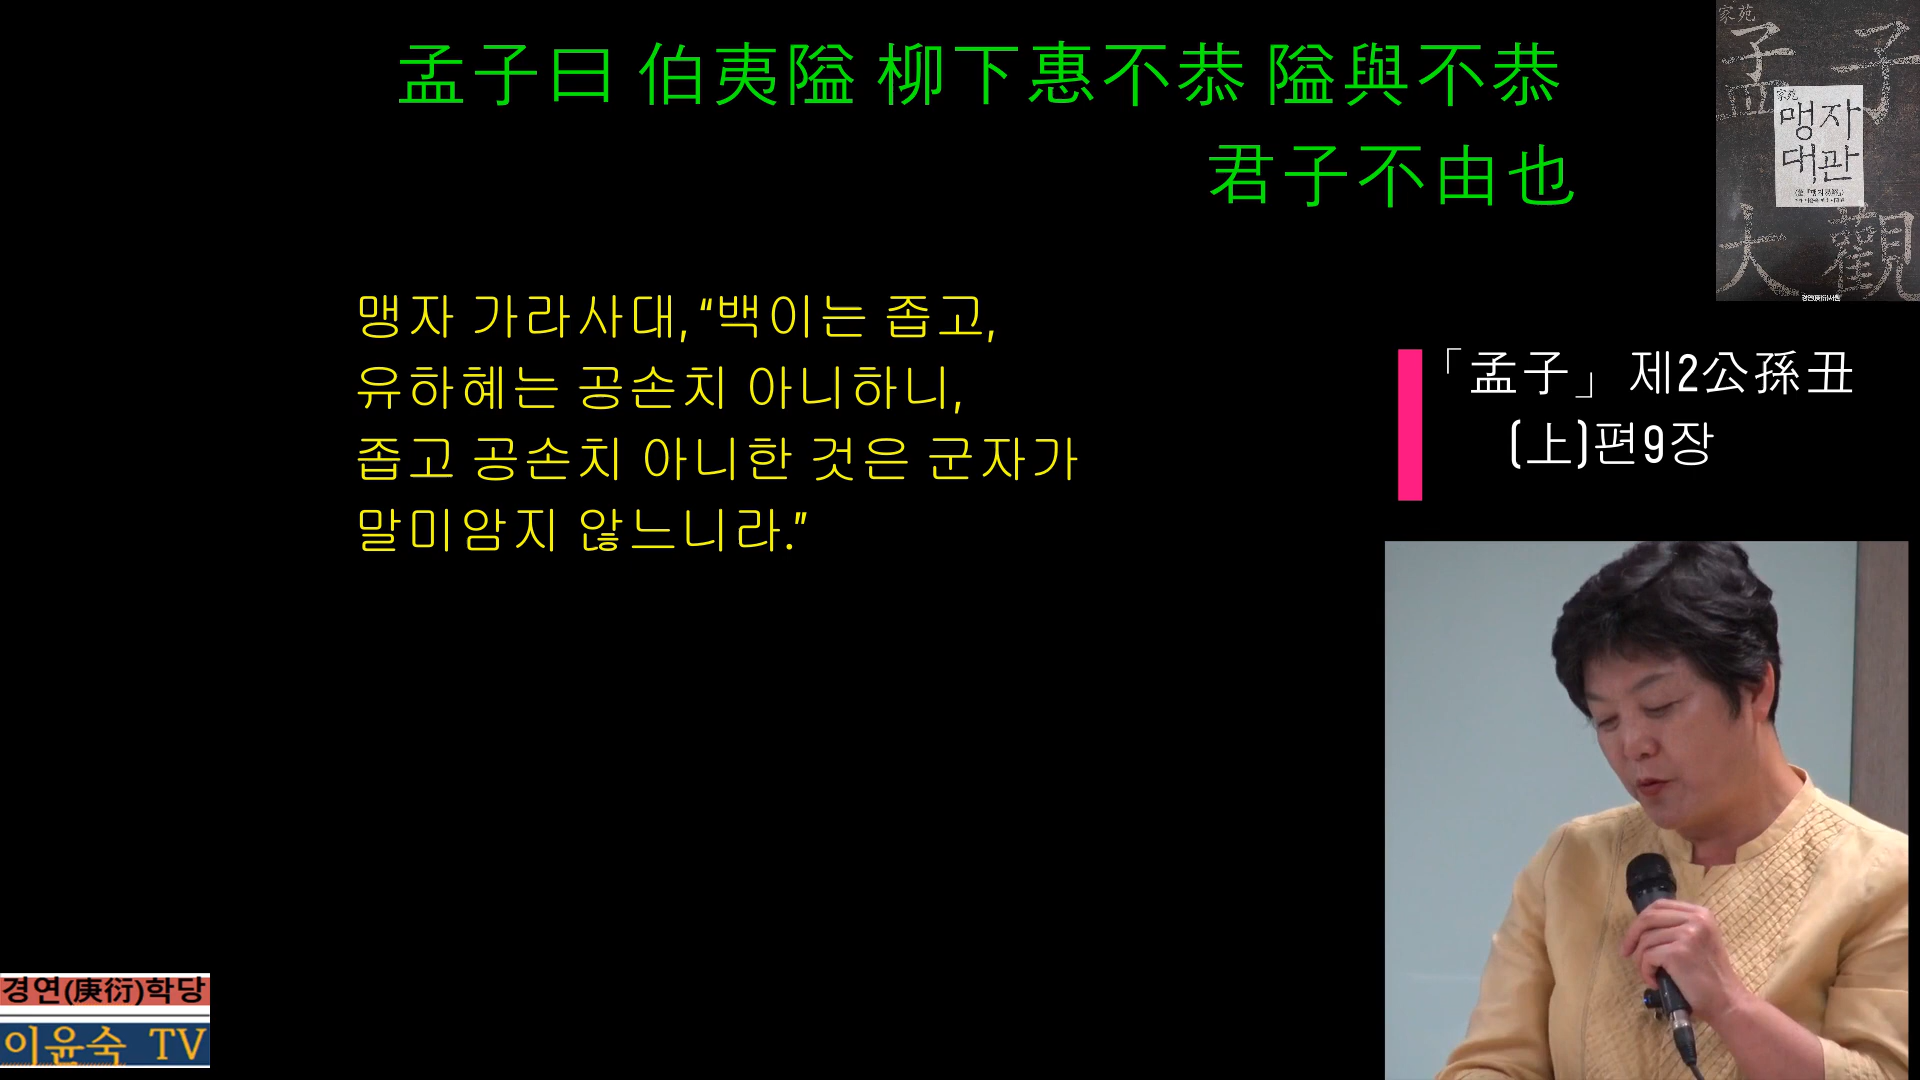 孟子曰 伯夷隘 柳下惠不恭 隘與不恭
君子不由也
맹자 가라사대, “백이는 좁고,
유하혜는 공손치 아니하니,
좁고 공손치 아니한 것은 군자가
말미암지 않느니라.”
家苑
孟子
家苑
맹자
대관
大觀
「孟子」 제2公孫丑
(上)편9장
경연(庚衍)학당
이윤숙 TV